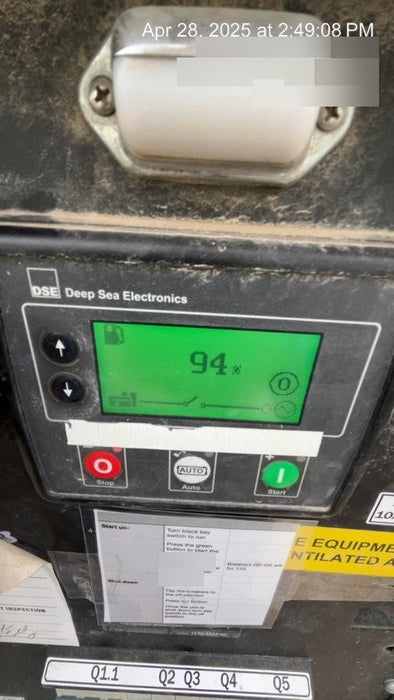 Apr 28. 2025 at 2:49:08 PM
DSE Deep Sea Electronics
94 %
0
O
AUTO
I
Stop
Auto
Start
Start up:
Turn black key
switch to run
Press the green
button to start the
Breakers Q2-Q5 are
for 110
Shut down
Flip the breakers to
the off position
Press button
Once the unit is
shut down turn key
switch to the off
position
10
E EQUIPME
NTILATED A
T INSPECTION
Q1.1 Q2 Q3 Q4 Q5